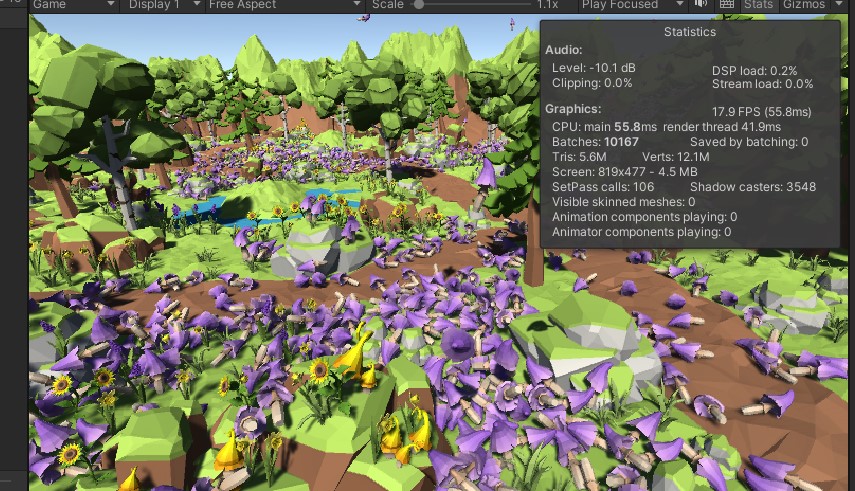 Game Display 1 Free Aspect Scale 1.1x Play Focused Stats Gizmos
Statistics
Audio:
Level: -10.1 dB DSP load: 0.2%
Clipping: 0.0% Stream load: 0.0%
Graphics: 17.9 FPS (55.8ms)
CPU: main 55.8ms render thread 41.9ms
Batches: 10167 Saved by batching: 0
Tris: 5.6M Verts: 12.1M
Screen: 819x477 - 4.5 MB
SetPass calls: 106 Shadow casters: 3548
Visible skinned meshes: 0
Animation components playing: 0
Animator components playing: 0